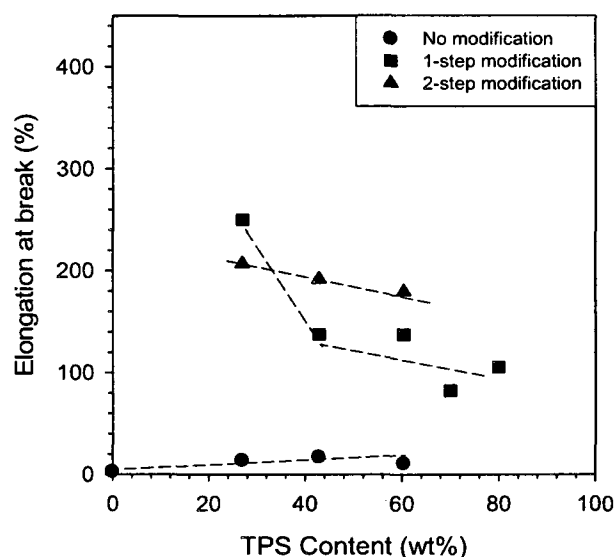 No modification
1-step modification
2-step modification
400
300
200
100
0
0 20 40 60 80 100
Elongation at break (%)
TPS Content (wt%)